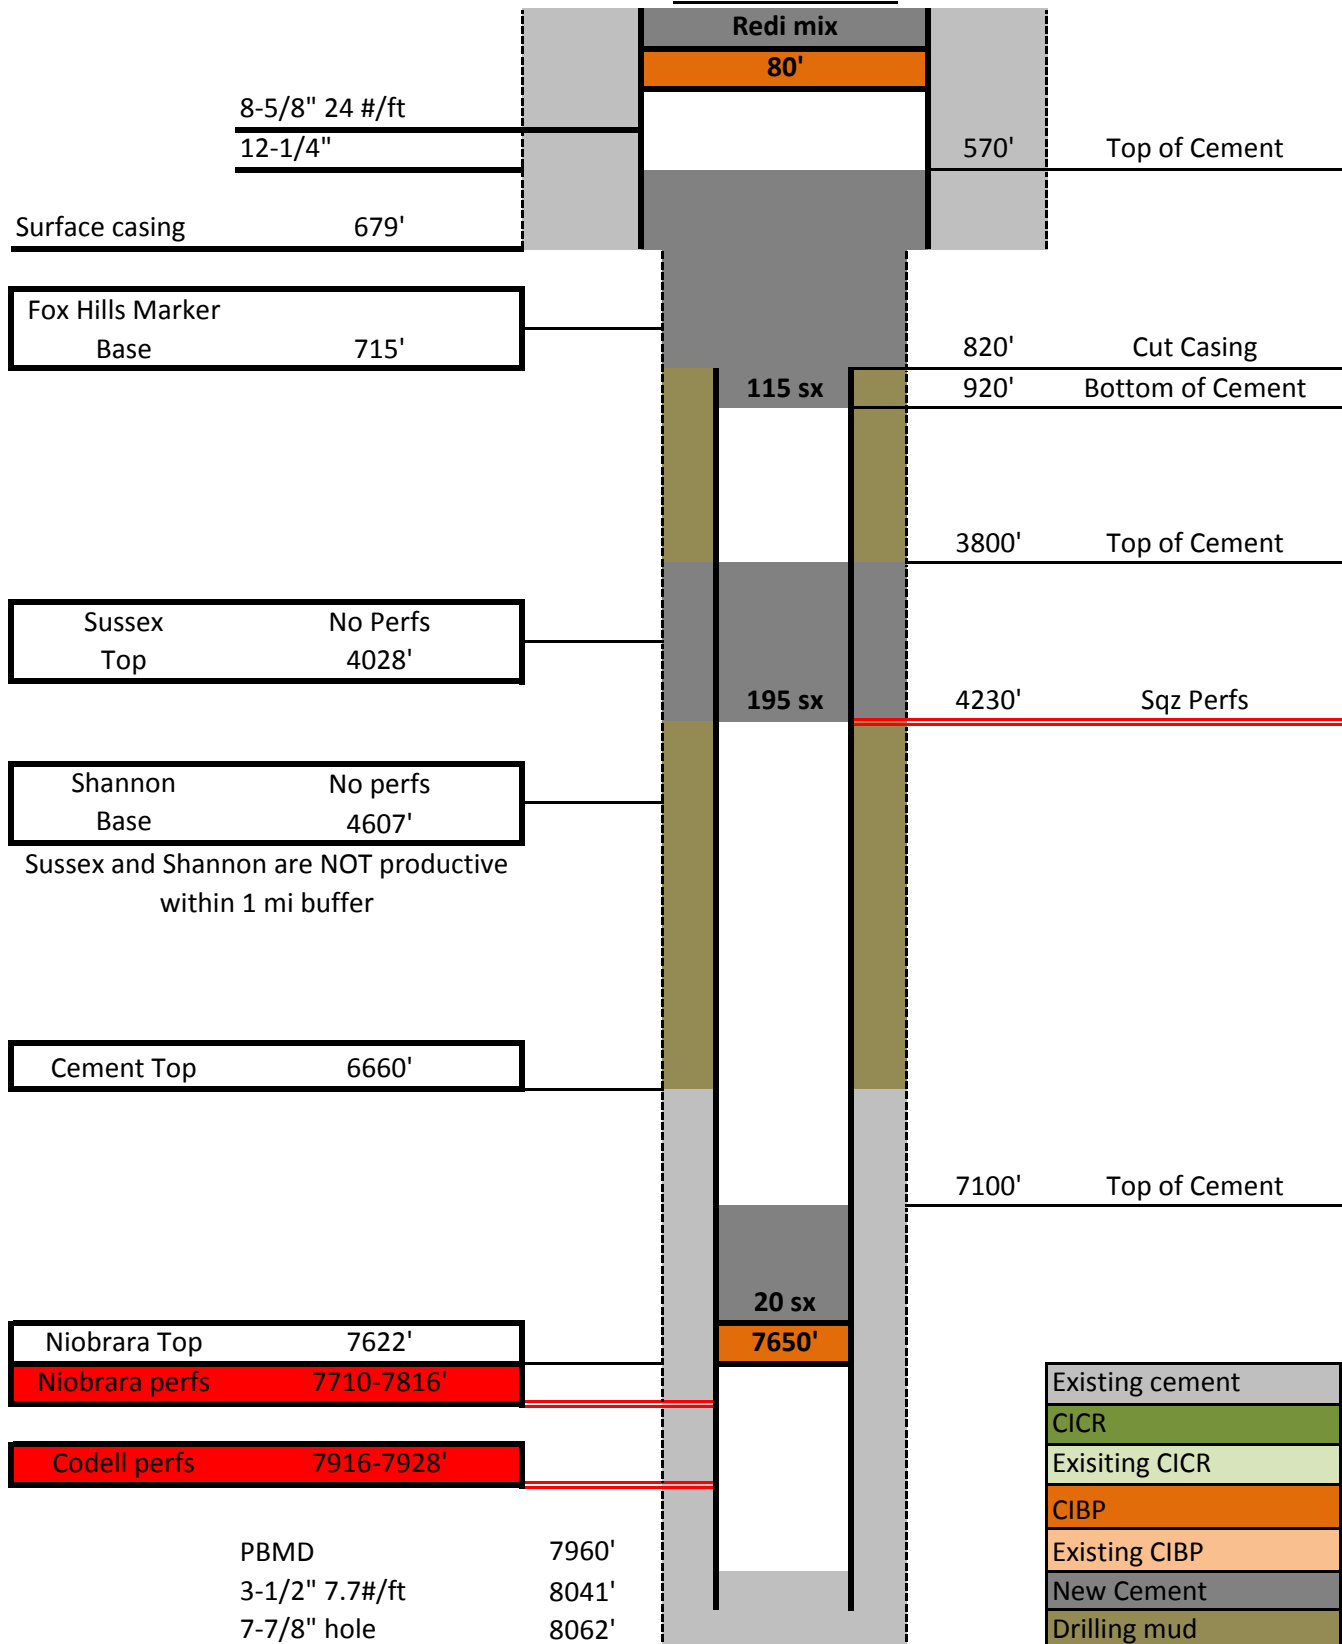 Redi mix
80'
8-5/8" 24 #/ft
12-1/4"
570' Top of Cement
Surface casing 679'
Fox Hills Marker
Base 715'
820' Cut Casing
115 sx
920' Bottom of Cement
3800' Top of Cement
Sussex No Perfs
Top 4028'
195 sx
4230' Sqz Perfs
Shannon No perfs
Base 4607'
Sussex and Shannon are NOT productive
within 1 mi buffer
Cement Top 6660'
7100' Top of Cement
20 sx
Niobrara Top 7622'
7650'
Niobrara perfs 7710-7816'
Codell perfs 7916-7928'
PBMD 7960'
3-1/2" 7.7#/ft 8041'
7-7/8" hole 8062'
Existing cement
CICR
Exisiting CICR
CIBP
Existing CIBP
New Cement
Drilling mud